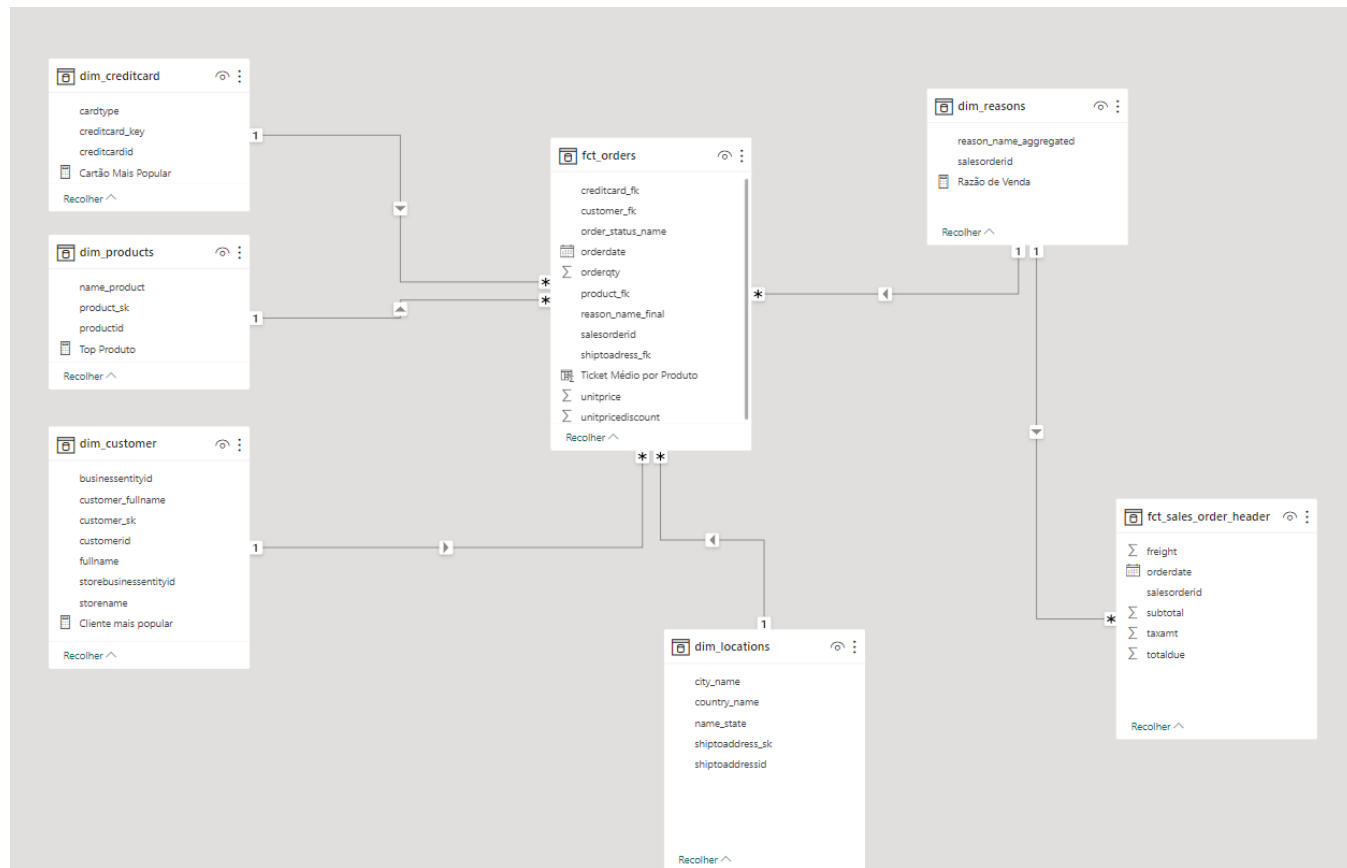 dim_creditcard
cardtype
creditcard_key
creditcardid
Cartão Mais Popular
Recolher
1
dim_products
name_product
product_sk
productid
Top Produto
Recolher
1
dim_customer
businessentityid
customer_fullname
customer_sk
customerid
fullname
storebusinessentityid
storename
Cliente mais popular
Recolher
1
fct_orders
creditcard_fk
customer_fk
order_status_name
orderdate
∑ orderqty
product_fk
reason_name_final
salesorderid
shiptoadress_fk
Ticket Médio por Produto
∑ unitprice
∑ unitpricediscount
Recolher
*
*
*
* *
dim_reasons
reason_name_aggregated
salesorderid
Razão de Venda
Recolher
1 1
fct_sales_order_header
∑ freight
orderdate
salesorderid
∑ subtotal
∑ taxamt
∑ totaldue
Recolher
*
1
dim_locations
city_name
country_name
name_state
shiptoaddress_sk
shiptoaddressid
Recolher